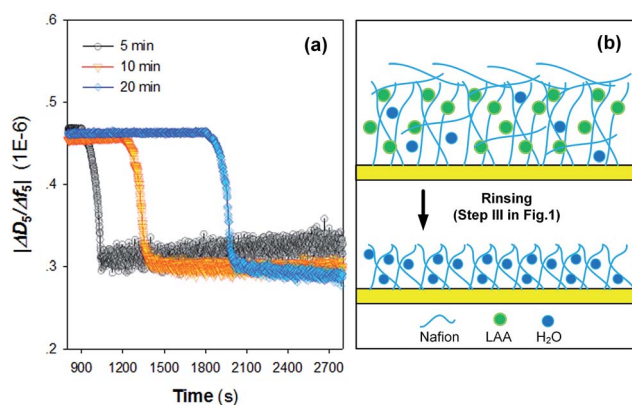 (a)
5 min
10 min
20 min
|ΔD5/Δf5| (1E-6)
.6
.5
.4
.3
.2
900 1200 1500 1800 2100 2400 2700
Time (s)
(b)
Rinsing
(Step III in Fig.1)
Nafion LAA H₂O